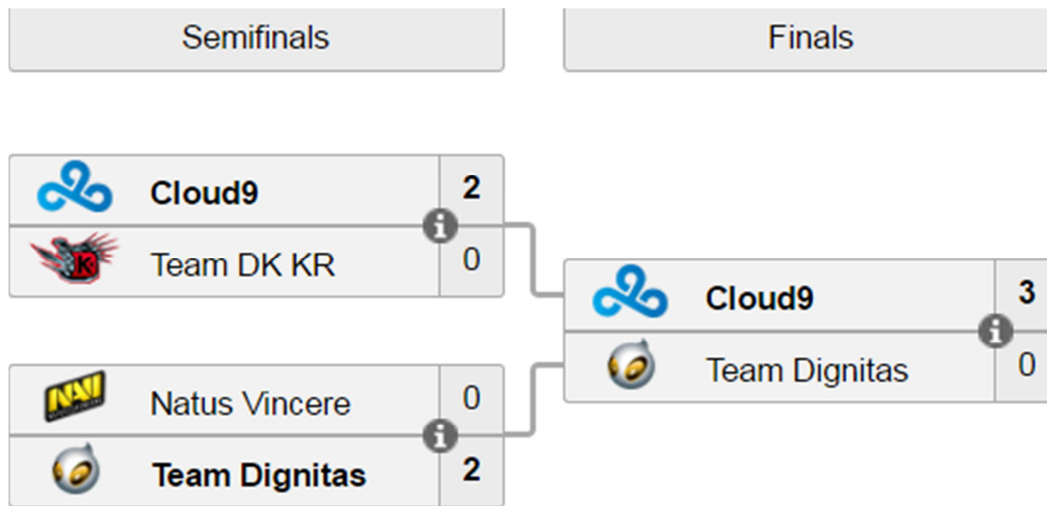 Semifinals
Finals
Cloud9 2
Team DK KR 0
Cloud9 3
Team Dignitas 0
NAVI Natus Vincere 0
Team Dignitas 2